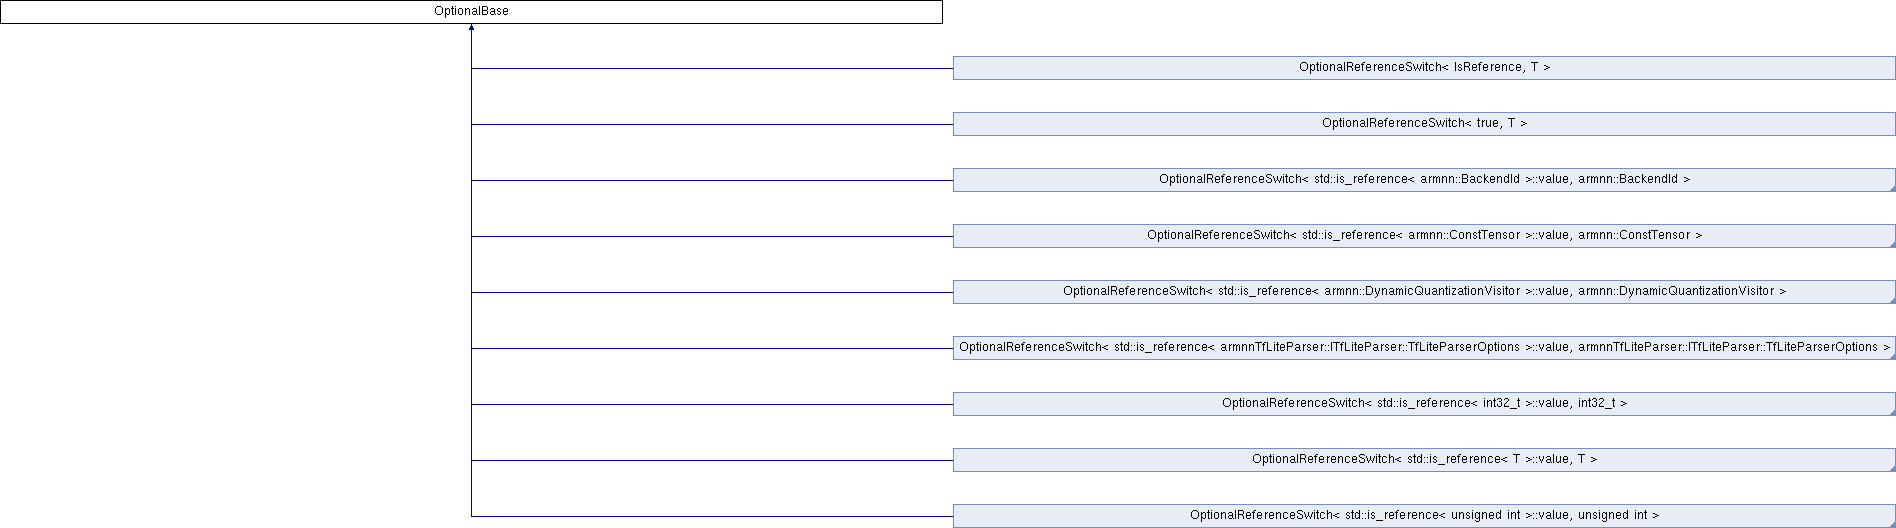 OptionalBase
OptionalReferenceSwitch< IsReference, T >
OptionalReferenceSwitch< true, T >
OptionalReferenceSwitch< std::is_reference< armnn::BackendId >::value, armnn::BackendId >
OptionalReferenceSwitch< std::is_reference< armnn::ConstTensor >::value, armnn::ConstTensor >
OptionalReferenceSwitch< std::is_reference< armnn::DynamicQuantizationVisitor >::value, armnn::DynamicQuantizationVisitor >
OptionalReferenceSwitch< std::is_reference< armnnTfLiteParser::ITfLiteParser::TfLiteParserOptions >::value, armnnTfLiteParser::ITfLiteParser::TfLiteParserOptions >
OptionalReferenceSwitch< std::is_reference< int32_t >::value, int32_t >
OptionalReferenceSwitch< std::is_reference< T >::value, T >
OptionalReferenceSwitch< std::is_reference< unsigned int >::value, unsigned int >